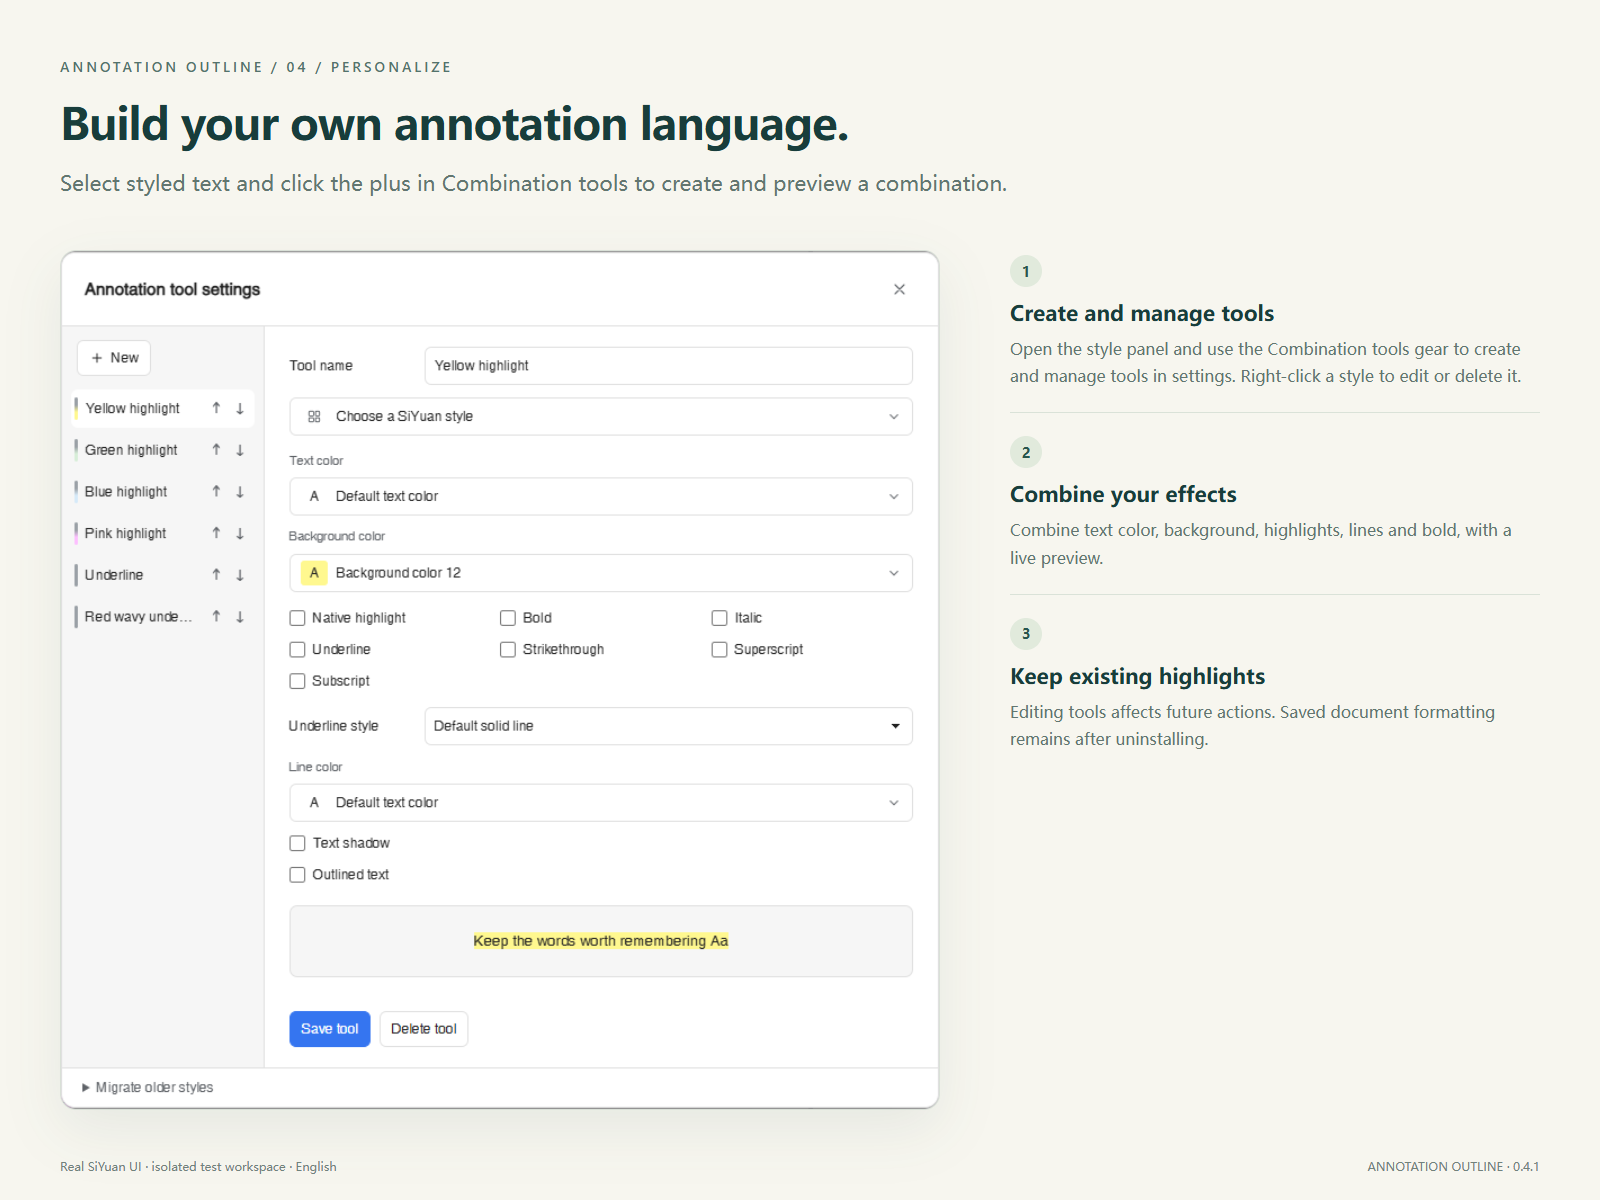 ANNOTATION OUTLINE / 04 / PERSONALIZE
Build your own annotation language.
Select styled text and click the plus in Combination tools to create and preview a combination.
Annotation tool settings
+ New
Yellow highlight ↑ ↓
Green highlight ↑ ↓
Blue highlight ↑ ↓
Pink highlight ↑ ↓
Underline ↑ ↓
Red wavy unde... ↑ ↓
Tool name
Yellow highlight
Choose a SiYuan style
Text color
A Default text color
Background color
A Background color 12
Native highlight
Bold
Italic
Underline
Strikethrough
Superscript
Subscript
Underline style
Default solid line
Line color
A Default text color
Text shadow
Outlined text
Keep the words worth remembering Aa
Save tool
Delete tool
Migrate older styles
1
Create and manage tools
Open the style panel and use the Combination tools gear to create
and manage tools in settings. Right-click a style to edit or delete it.
2
Combine your effects
Combine text color, background, highlights, lines and bold, with a
live preview.
3
Keep existing highlights
Editing tools affects future actions. Saved document formatting
remains after uninstalling.
Real SiYuan UI · isolated test workspace · English
ANNOTATION OUTLINE · 0.4.1